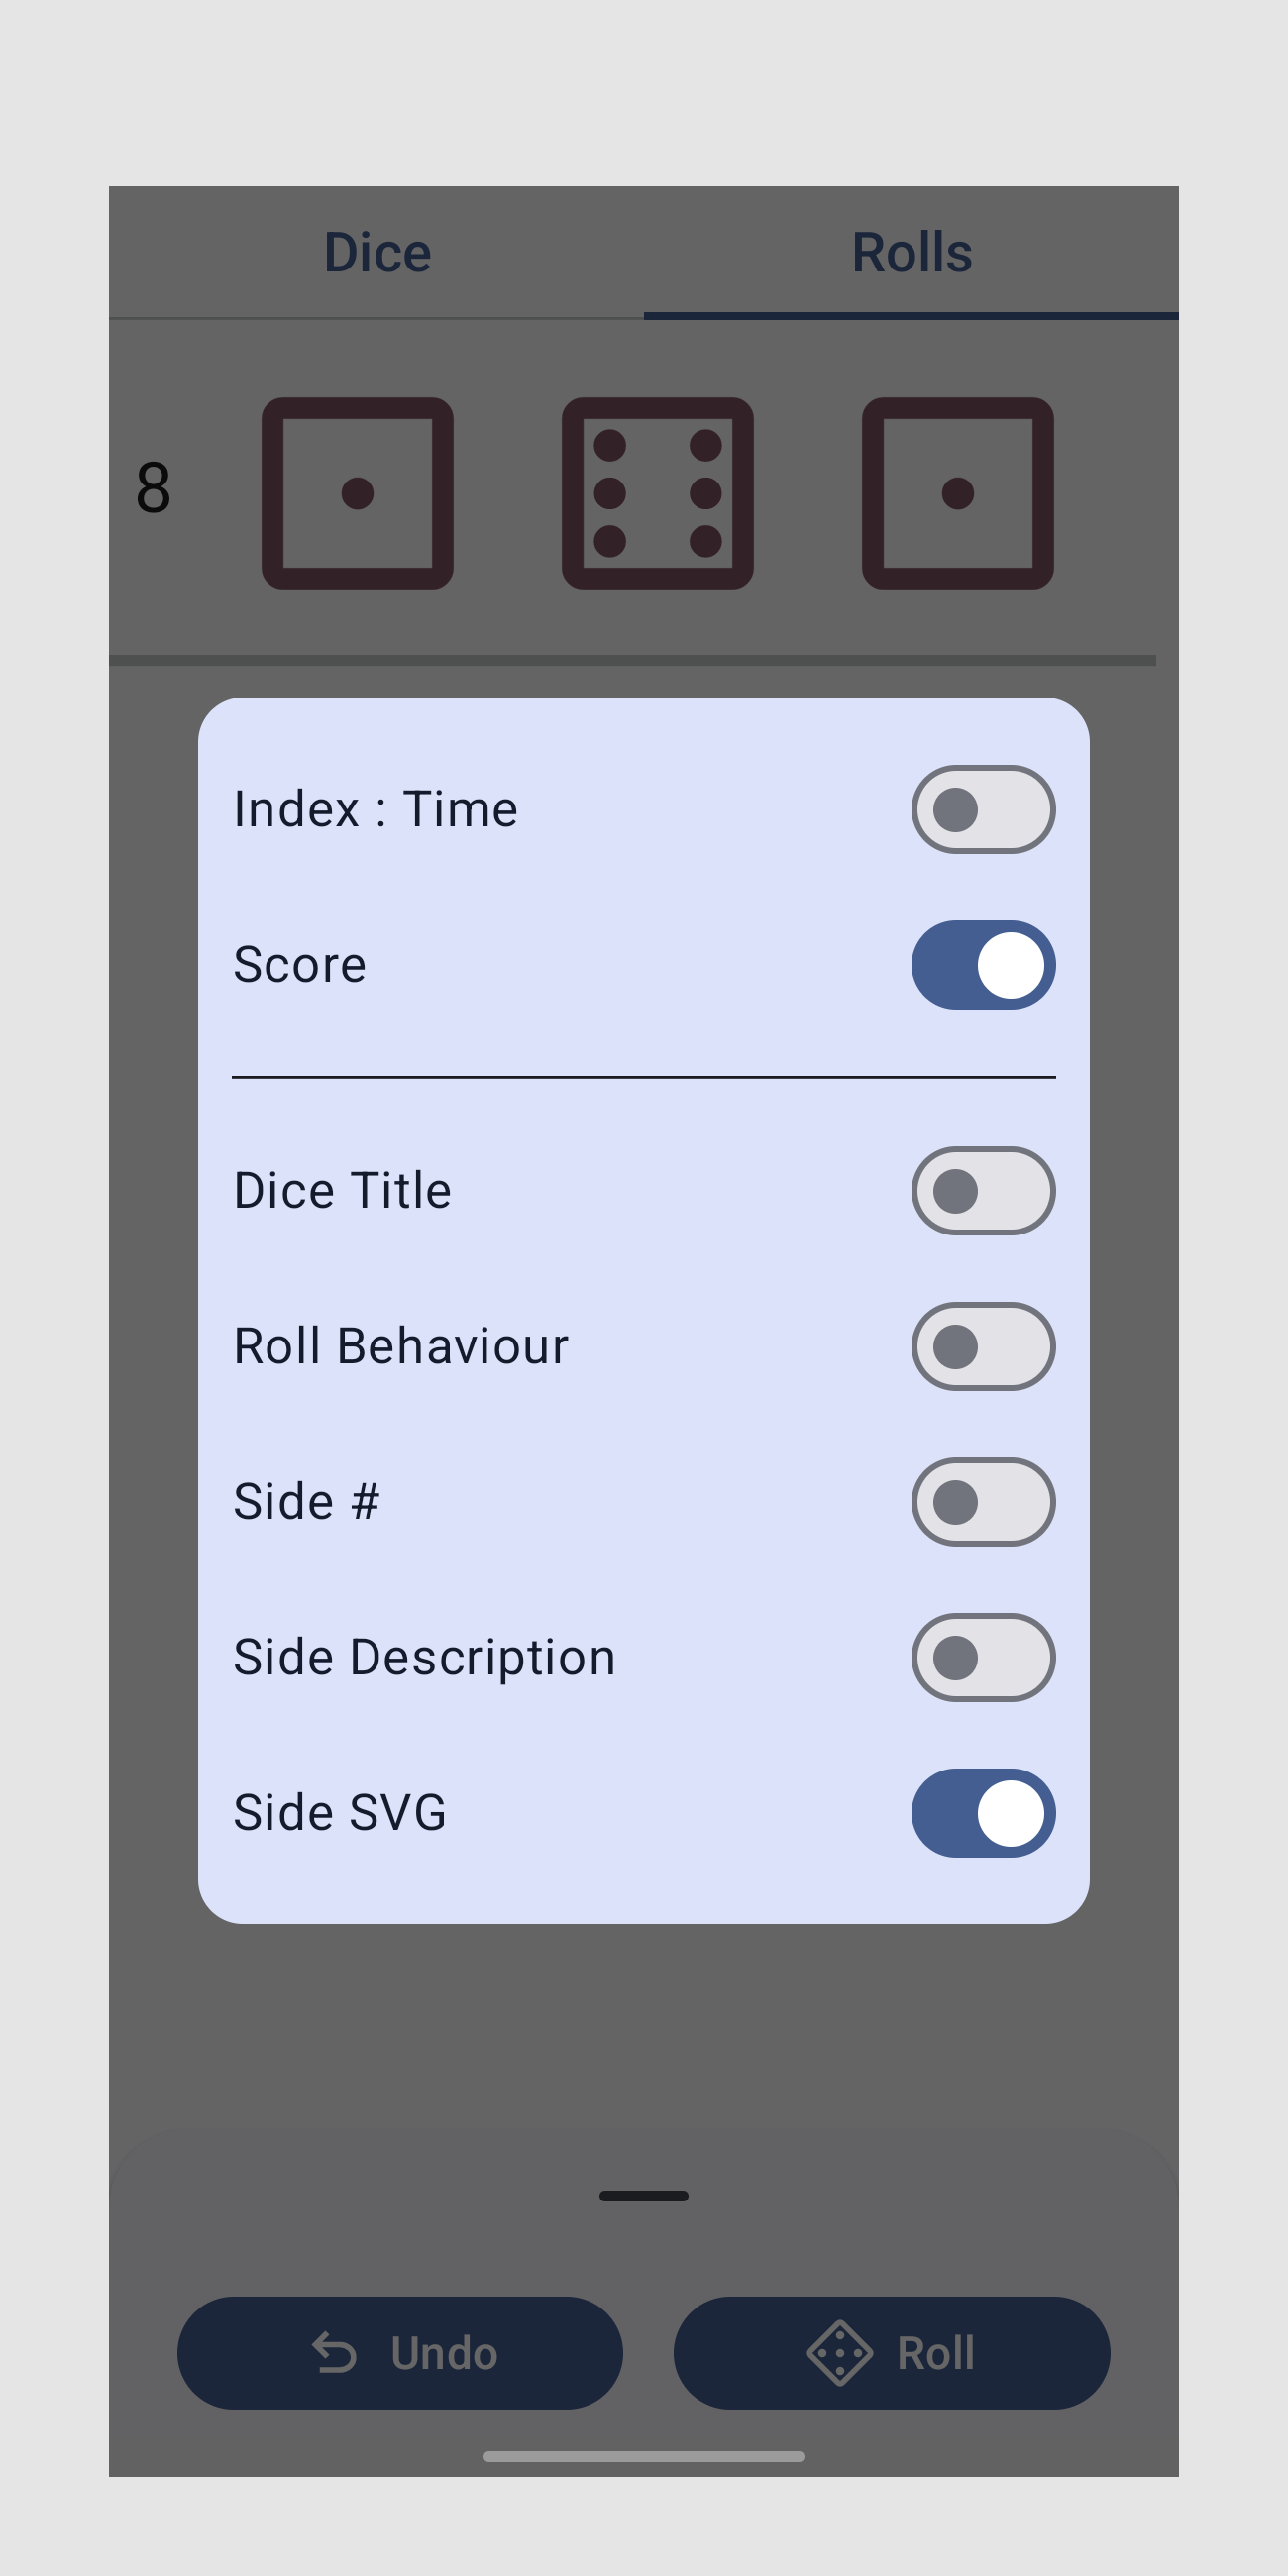 Dice
Rolls
8
Index : Time
Score
Dice Title
Roll Behaviour
Side #
Side Description
Side SVG
Undo
Roll